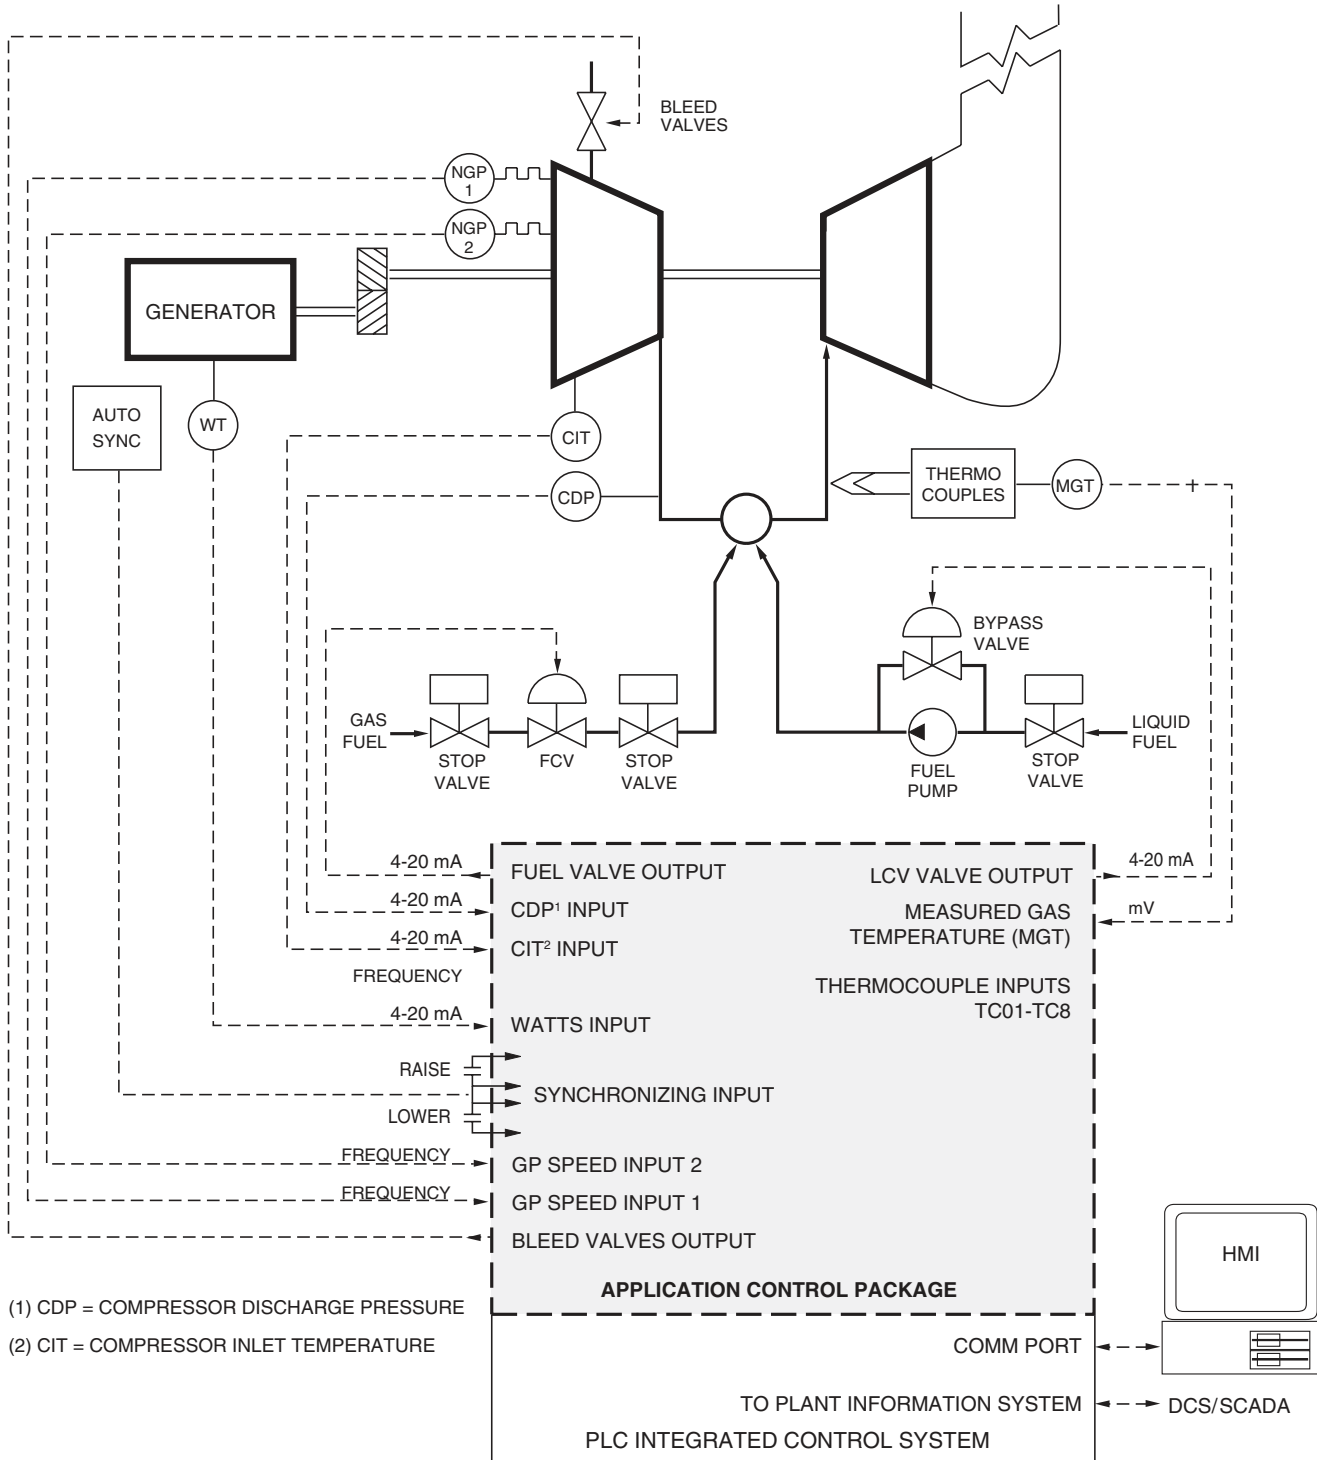 BLEED
VALVES
NGP
1
NGP
2
GENERATOR
AUTO
SYNC
WT
CIT
CDP
THERMO
COUPLES
MGT
BYPASS
VALVE
GAS
FUEL
STOP
VALVE
FCV
STOP
VALVE
FUEL
PUMP
STOP
VALVE
LIQUID
FUEL
4-20 mA
FUEL VALVE OUTPUT
LCV VALVE OUTPUT
4-20 mA
4-20 mA
CDP¹ INPUT
MEASURED GAS
TEMPERATURE (MGT)
mV
4-20 mA
CIT² INPUT
FREQUENCY
THERMOCOUPLE INPUTS
TC01-TC8
4-20 mA
WATTS INPUT
RAISE
SYNCHRONIZING INPUT
LOWER
FREQUENCY
GP SPEED INPUT 2
FREQUENCY
GP SPEED INPUT 1
BLEED VALVES OUTPUT
APPLICATION CONTROL PACKAGE
HMI
(1) CDP = COMPRESSOR DISCHARGE PRESSURE
(2) CIT = COMPRESSOR INLET TEMPERATURE
COMM PORT
TO PLANT INFORMATION SYSTEM
DCS/SCADA
PLC INTEGRATED CONTROL SYSTEM